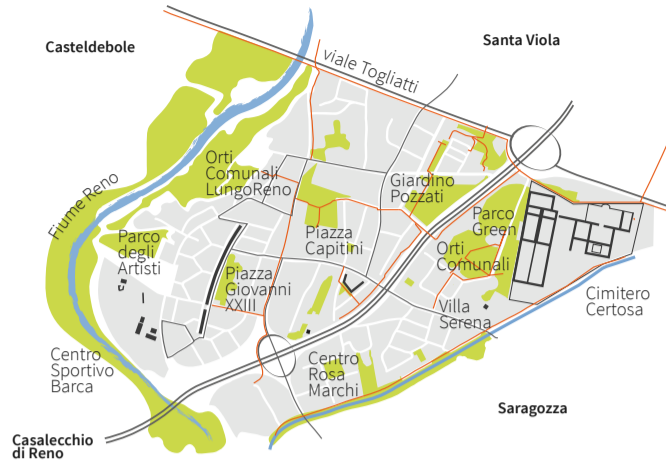 Casteldebole
Santa Viola
viale Togliatti
Orti
Comunali
LungoReno
Giardino
Pozzati
Fiume Reno
Parco
Green
Parco
degli
Artisti
Piazza
Capitini
Orti
Comunali
Piazza
Giovanni
XXIII
Cimitero
Certosa
Villa
Serena
Centro
Sportivo
Barca
Centro
Rosa
Marchi
Saragozza
Casalecchio
di Reno